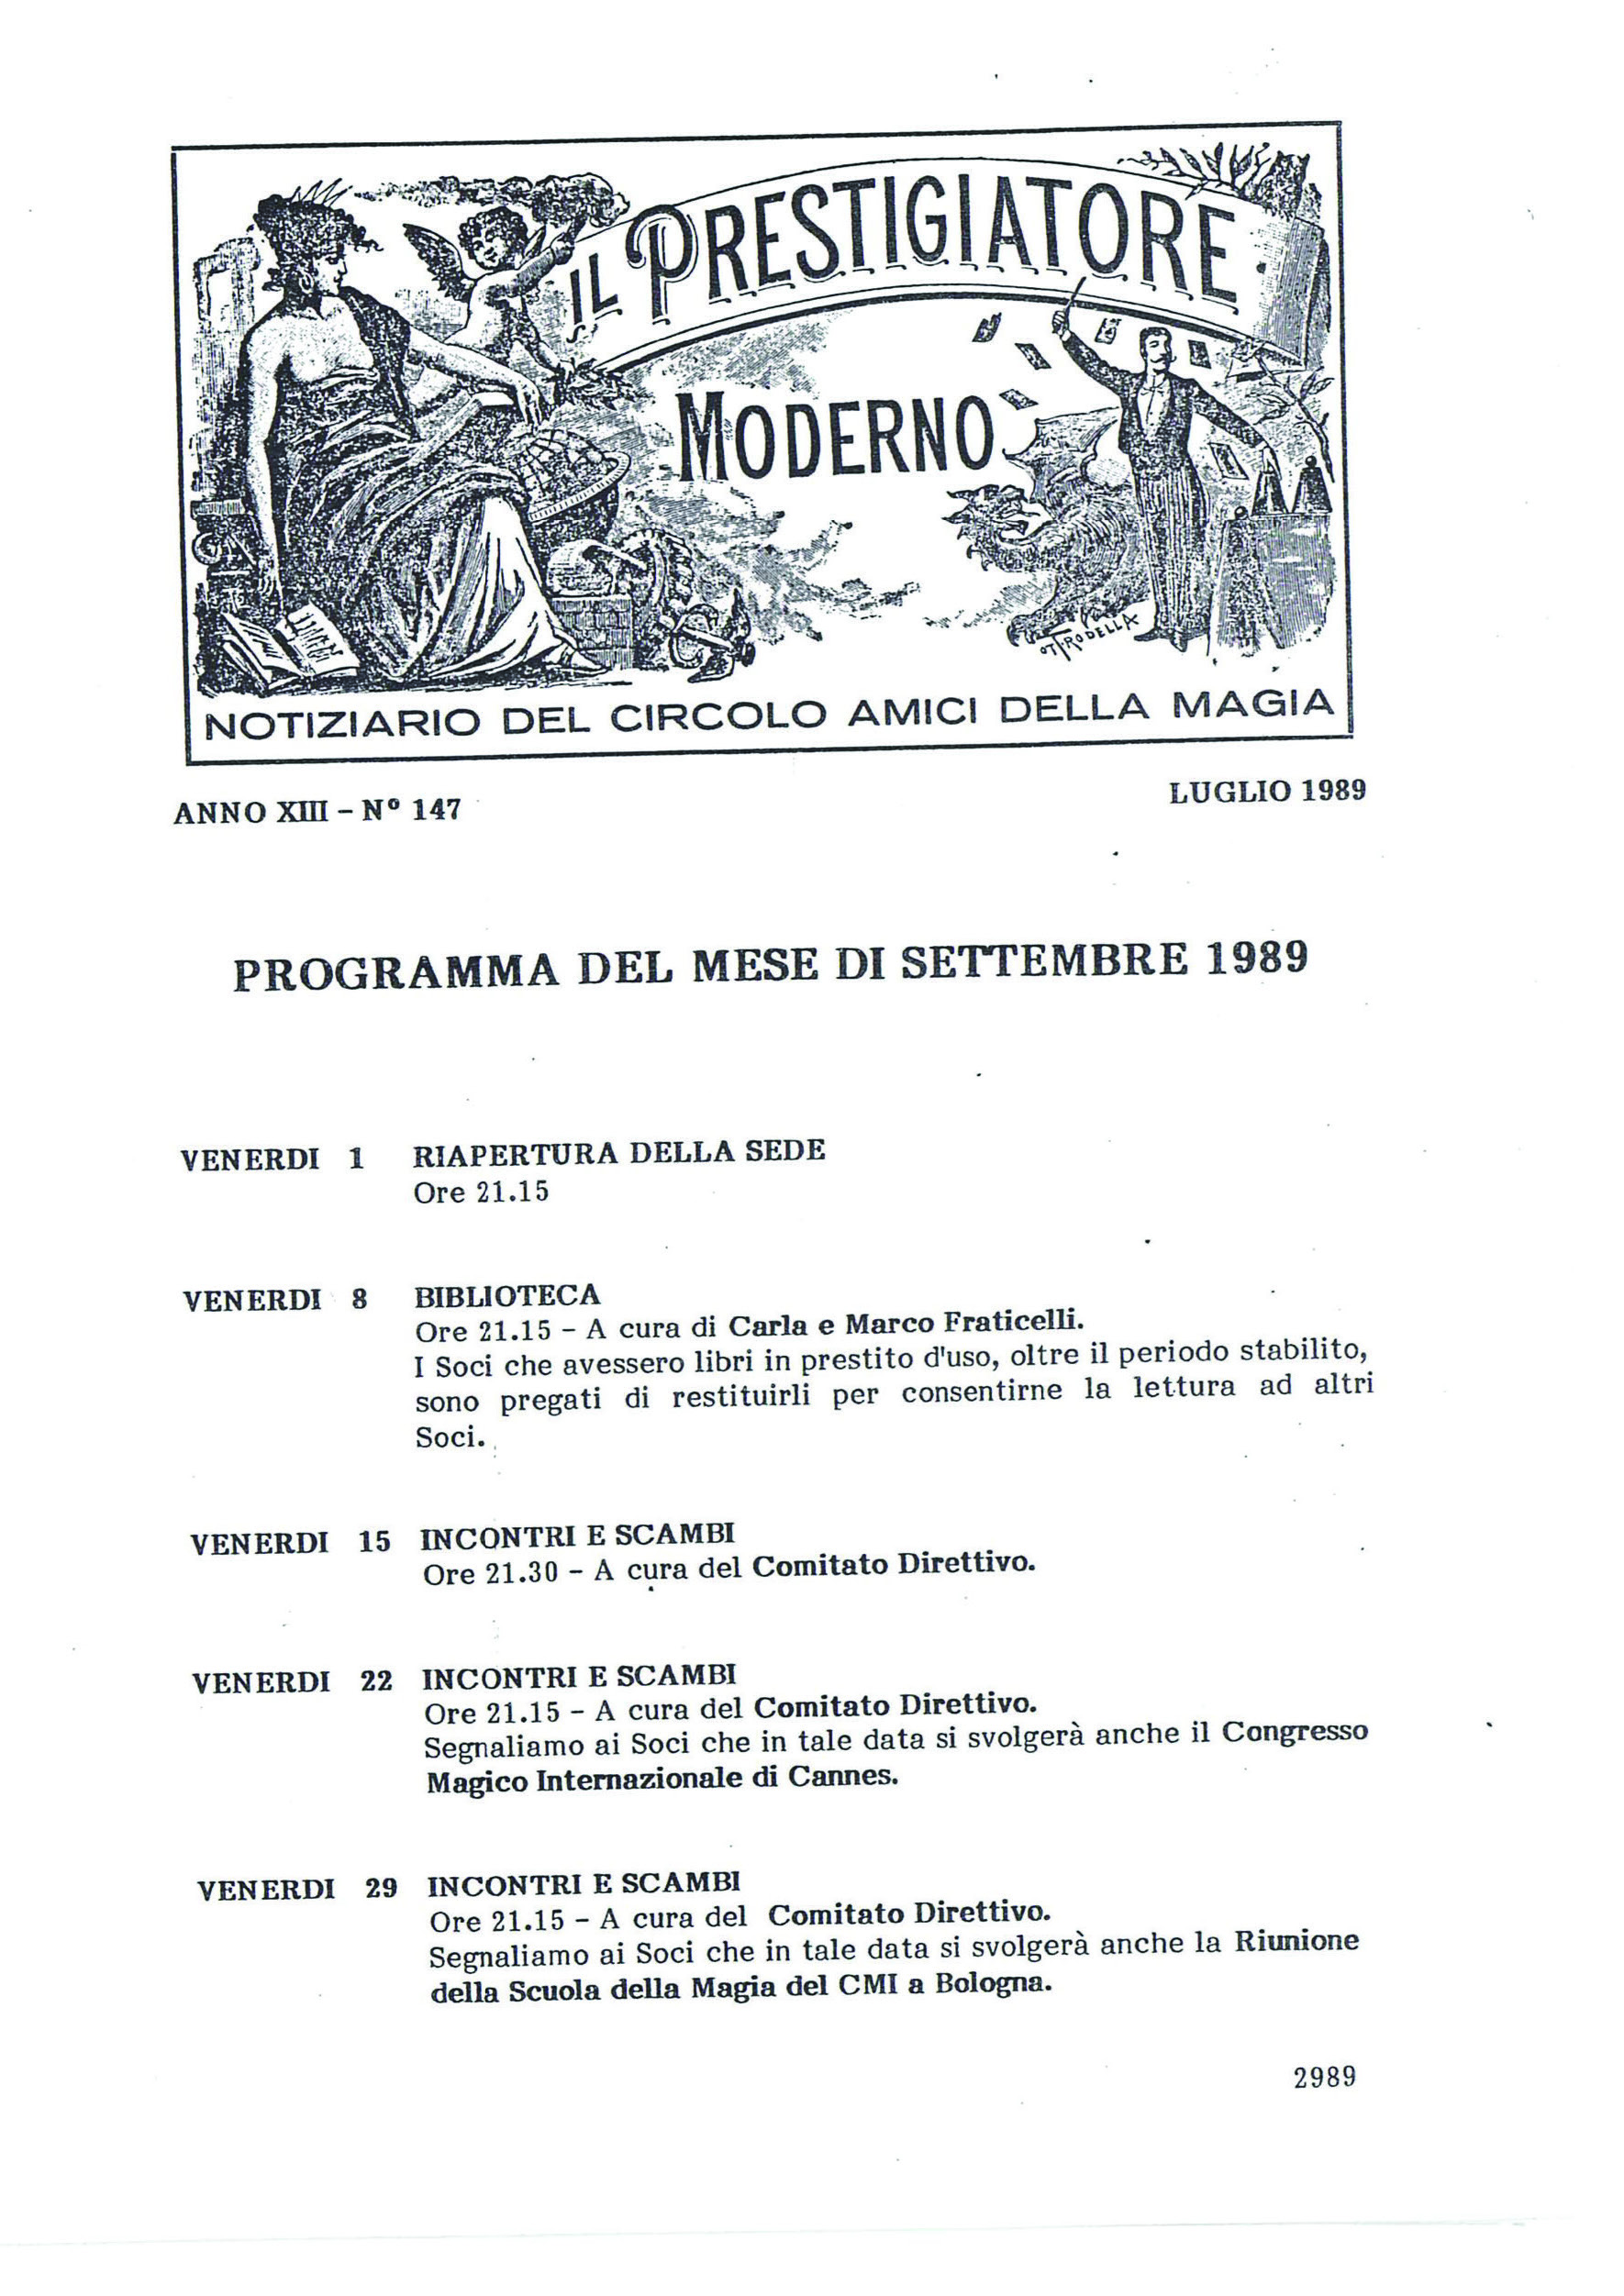 IL PRESTIGIATORE
MODERNO
NOTIZIARIO DEL CIRCOLO AMICI DELLA MAGIA
ANNO XIII - Nº 147
LUGLIO 1989
PROGRAMMA DEL MESE DI SETTEMBRE 1989
VENERDI 1 RIAPERTURA DELLA SEDE
Ore 21.15
VENERDI 8 BIBLIOTECA
Ore 21.15 - A cura di Carla e Marco Fraticelli.
I Soci che avessero libri in prestito d'uso, oltre il periodo stabilito,
sono pregati di restituirli per consentirne la lettura ad altri
Soci.
VENERDI 15 INCONTRI E SCAMBI
Ore 21.30 - A cura del Comitato Direttivo.
VENERDI 22 INCONTRI E SCAMBI
Ore 21.15 - A cura del Comitato Direttivo.
Segnaliamo ai Soci che in tale data si svolgerà anche il Congresso
Magico Internazionale di Cannes.
VENERDI 29 INCONTRI E SCAMBI
Ore 21.15 - A cura del Comitato Direttivo.
Segnaliamo ai Soci che in tale data si svolgerà anche la Riunione
della Scuola della Magia del CMI a Bologna.
2989